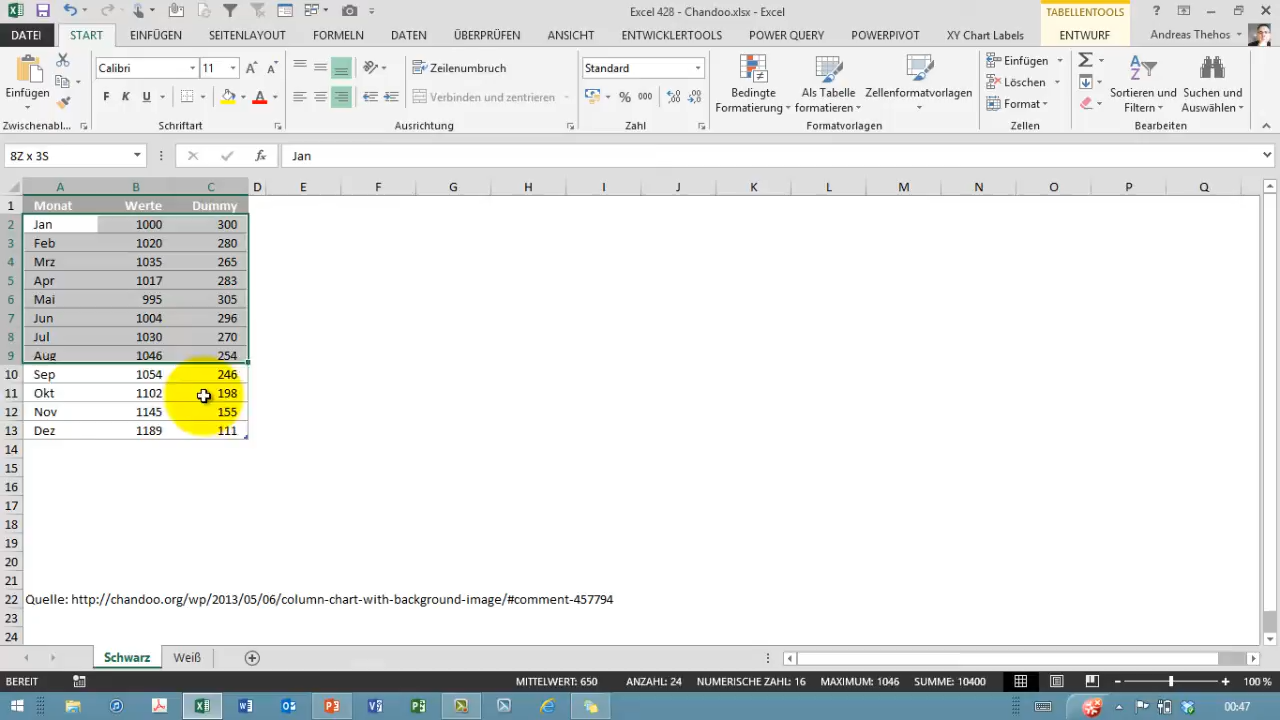 Excel 428 - Chandoo.xlsx - Excel
TABELLENTOOLS
DATEI START EINFÜGEN SEITENLAYOUT FORMELN DATEN ÜBERPRÜFEN ANSICHT ENTWICKLERTOOLS POWER QUERY POWERPIVOT XY Chart Labels ENTWURF Andreas Thehos
Einfügen
Zwischenabl...
Calibri 11
F K U
Schriftart
Zeilenumbruch
Verbinden und zentrieren
Ausrichtung
Standard
% 000
Zahl
Bedingte Formatierung
Als Tabelle formatieren
Zellenformatvorlagen
Formatvorlagen
Einfügen
Löschen
Format
Zellen
Sortieren und Filtern
Suchen und Auswählen
Bearbeiten
8Z x 3S fx Jan
A B C D E F G H I J K L M N O P Q
1 Monat Werte Dummy
2 Jan 1000 300
3 Feb 1020 280
4 Mrz 1035 265
5 Apr 1017 283
6 Mai 995 305
7 Jun 1004 296
8 Jul 1030 270
9 Aug 1046 254
10 Sep 1054 246
11 Okt 1102 198
12 Nov 1145 155
13 Dez 1189 111
14
15
16
17
18
19
20
21
22 Quelle: http://chandoo.org/wp/2013/05/06/column-chart-with-background-image/#comment-457794
23
24
Schwarz Weiß
BEREIT MITTELWERT: 650 ANZAHL: 24 NUMERISCHE ZAHL: 16 MAXIMUM: 1046 SUMME: 10400 100 %
00:47